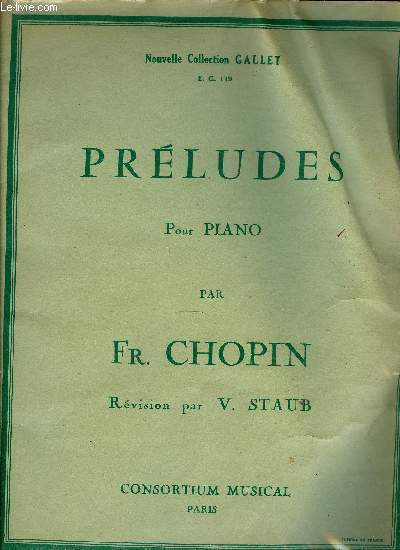 www.le-livre.com
Nouvelle Collection GALLET
E. G. 119
PRÉLUDES
Pour PIANO
PAR
FR. CHOPIN
Révision par V. STAUB
CONSORTIUM MUSICAL
PARIS